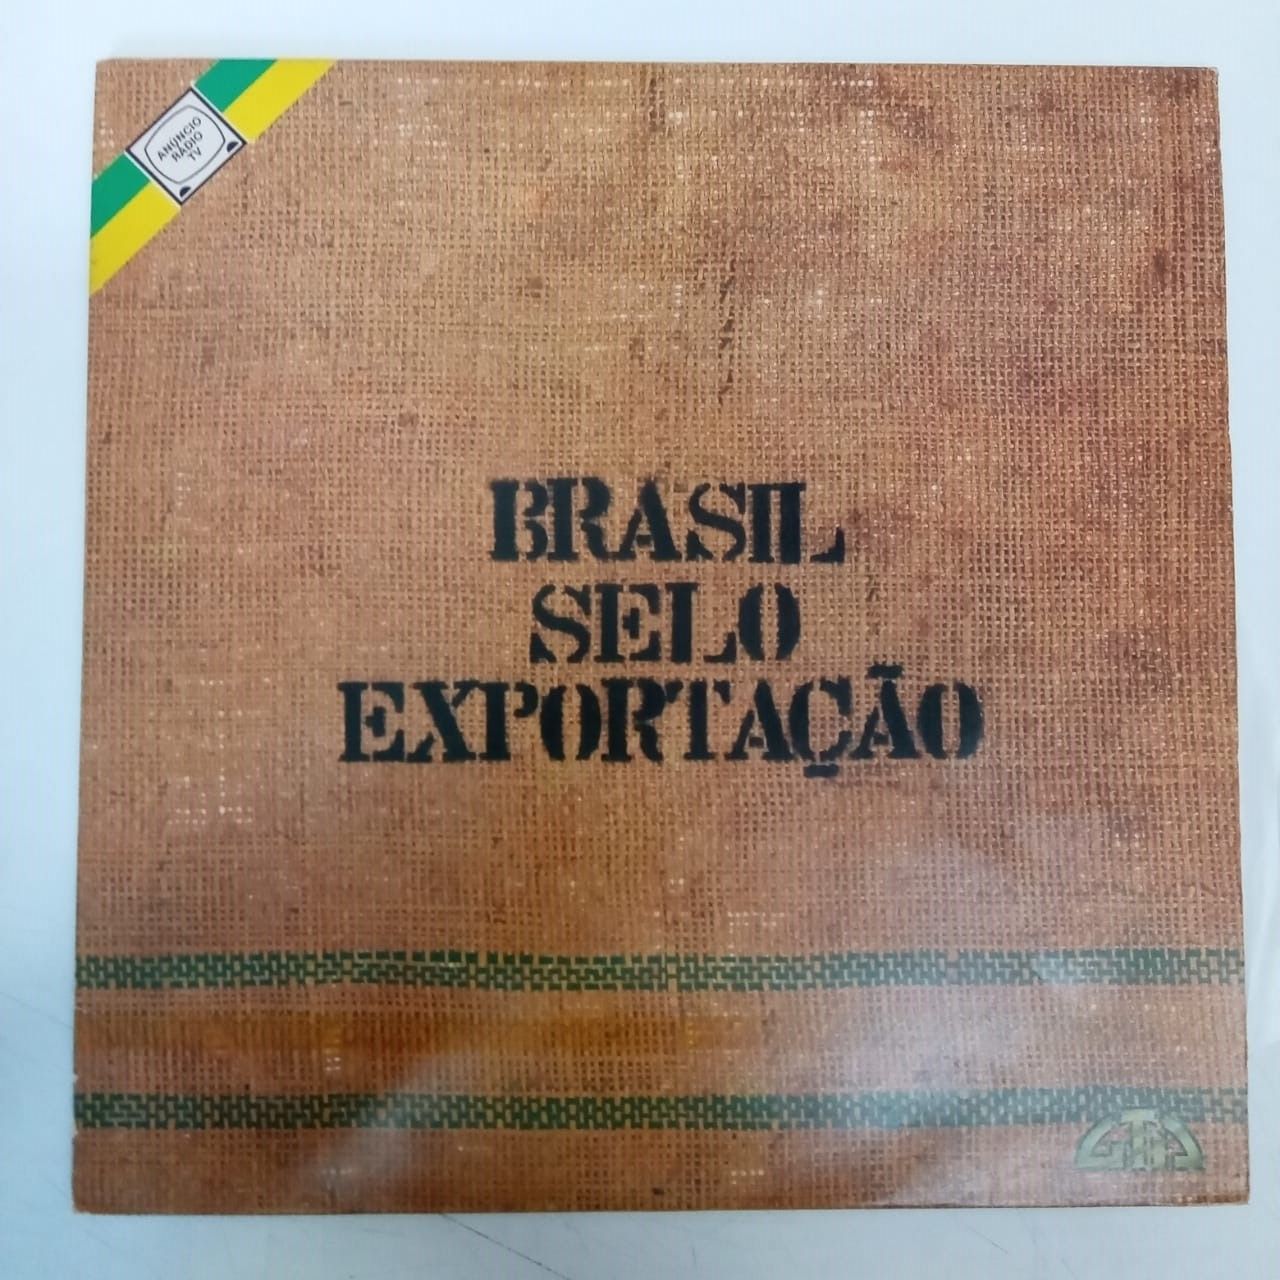 ANÚNCIO
RÁDIO
TV
BRASIL
SELO
EXPORTAÇÃO